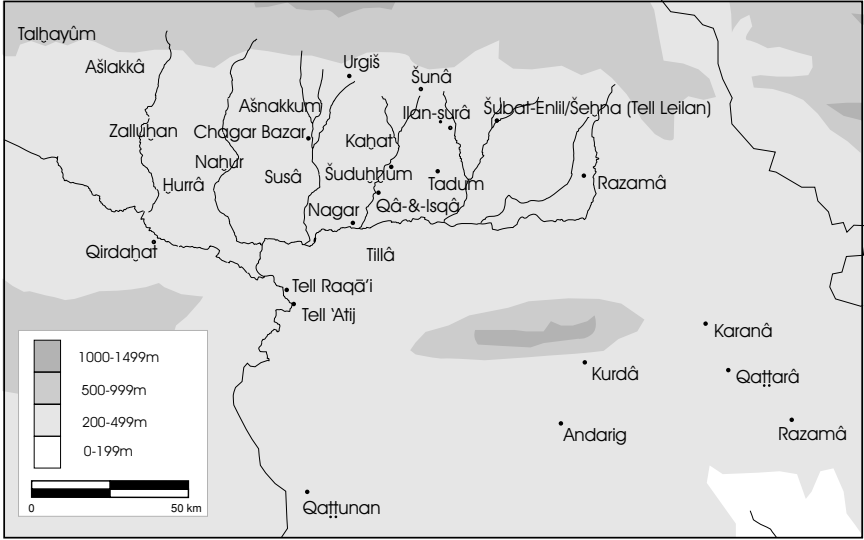 Talḫayûm
Ašlakkâ
Urgiš
Šunâ
Ašnakkum
Ilan-ṣurâ
Šubat-Enlil/Šeḫna (Tell Leilan)
Zalluḫan
Chagar Bazar
Kaḫat
Naḫur
Ḫurrâ
Susâ
Šuduḫḫum
Tadum
Razamâ
Nagar
Qâ-&-Isqâ
Qirdaḫat
Tillâ
Tell Raqā’i
Tell ‘Atij
Karanâ
Kurdâ
Qaṭṭarâ
Andarig
Razamâ
Qaṭṭunan
1000-1499m
500-999m
200-499m
0-199m
0 50 km